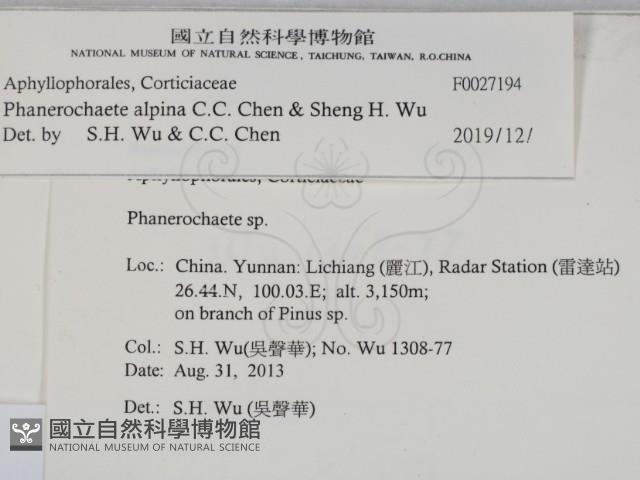 國立自然科學博物館
NATIONAL MUSEUM OF NATURAL SCIENCE, TAICHUNG, TAIWAN, R.O.CHINA
Aphyllophorales, Corticiaceae F0027194
Phanerochaete alpina C.C. Chen & Sheng H. Wu
Det. by S.H. Wu & C.C. Chen 2019/12/
Aphyllophorales, Corticiaceae
Phanerochaete sp.
Loc.: China. Yunnan: Lichiang (麗江), Radar Station (雷達站)
26.44.N, 100.03.E; alt. 3,150m;
on branch of Pinus sp.
Col.: S.H. Wu(吳聲華); No. Wu 1308-77
Date: Aug. 31, 2013
Det.: S.H. Wu (吳聲華)
國立自然科學博物館
NATIONAL MUSEUM OF NATURAL SCIENCE